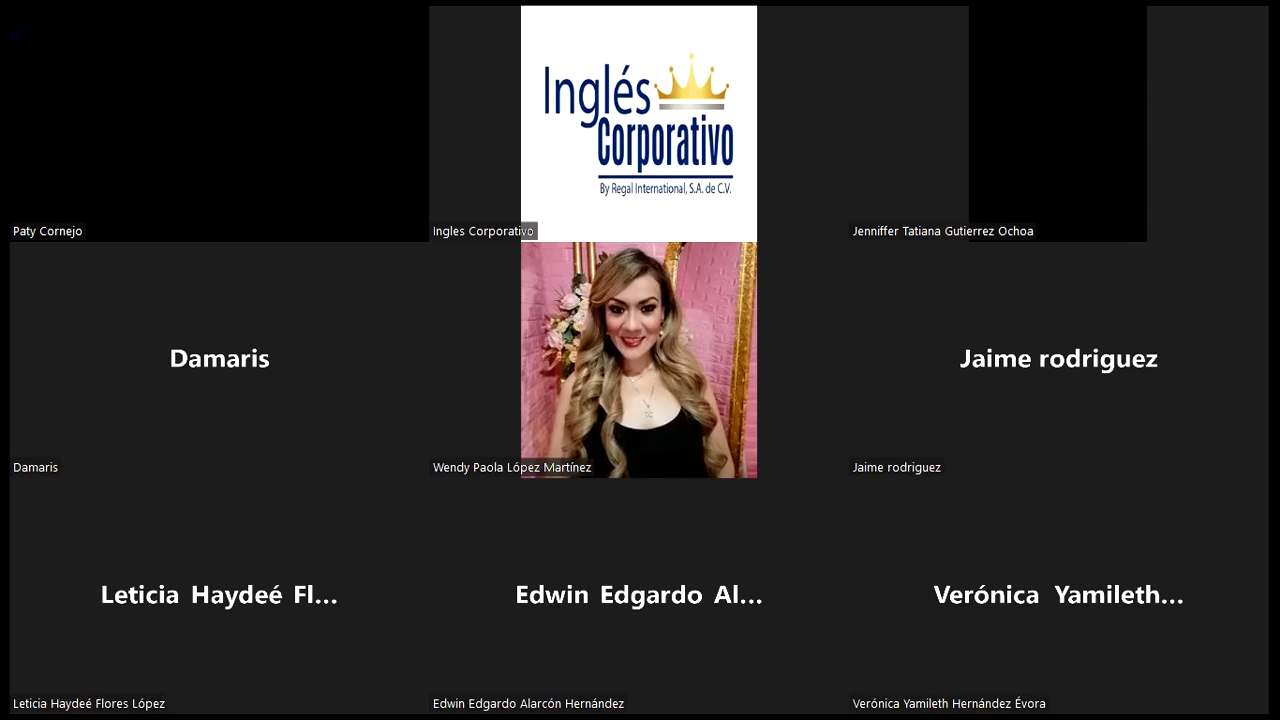 Inglés
Corporativo
By Regal International, S.A. de C.V.
Paty Cornejo
Ingles Corporativo
Jenniffer Tatiana Gutierrez Ochoa
Damaris
Jaime rodriguez
Damaris
Wendy Paola López Martínez
Jaime rodriguez
Leticia Haydeé Fl...
Edwin Edgardo Al...
Verónica Yamileth...
Leticia Haydeé Flores López
Edwin Edgardo Alarcón Hernández
Verónica Yamileth Hernández Évora